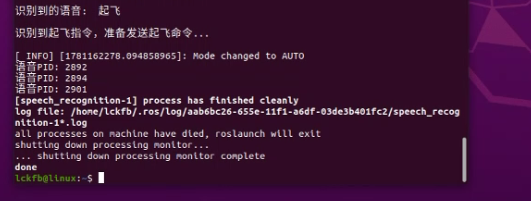 识别到的语音： 起飞
识别到起飞指令，准备发送起飞命令...
[ INFO] [1781162278.094858965]: Mode changed to AUTO
语音PID: 2892
语音PID: 2894
语音PID: 2901
[speech_recognition-1] process has finished cleanly
log file: /home/lckfb/.ros/log/aab6bc26-655e-11f1-a6df-03de3b401fc2/speech_recog
nition-1*.log
all processes on machine have died, roslaunch will exit
shutting down processing monitor...
... shutting down processing monitor complete
done
lckfb@linux:~$